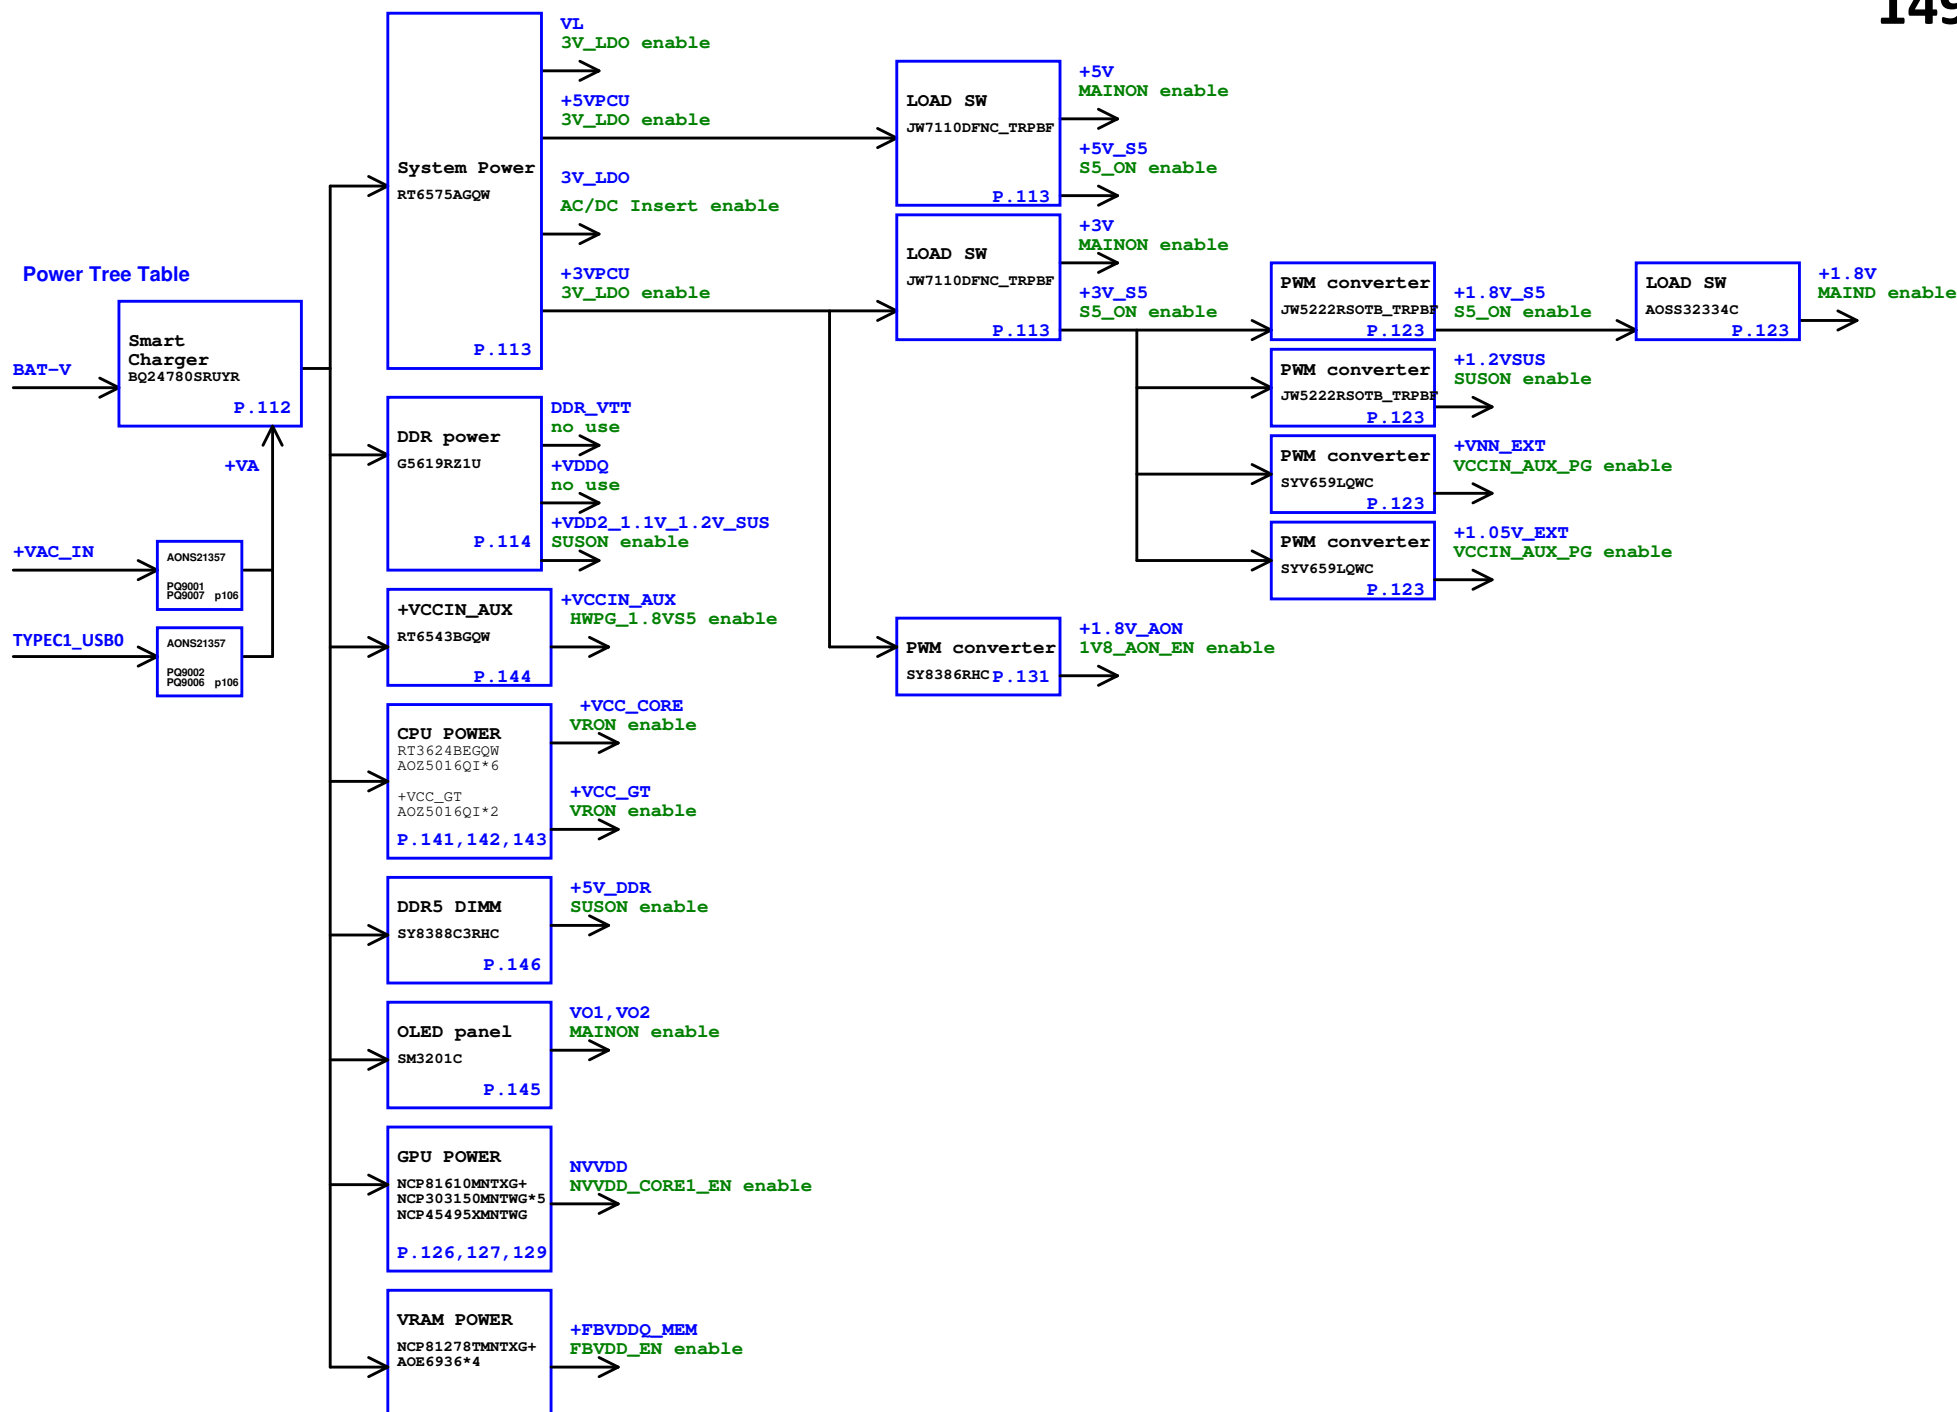 149
Power Tree Table
BAT-V
Smart
Charger
BQ24780SRUYR
P.112
+VA
+VAC_IN
AONS21357
PQ9001
PQ9007 p106
TYPEC1_USB0
AONS21357
PQ9002
PQ9006 p106
System Power
RT6575AGQW
P.113
VL
3V_LDO enable
+5VPCU
3V_LDO enable
3V_LDO
AC/DC Insert enable
+3VPCU
3V_LDO enable
DDR power
G5619RZ1U
P.114
DDR_VTT
no use
+VDDQ
no use
+VDD2_1.1V_1.2V_SUS
SUSON enable
+VCCIN_AUX
RT6543BGQW
P.144
+VCCIN_AUX
HWPG_1.8VS5 enable
CPU POWER
RT3624BEGQW
AOZ5016QI*6
+VCC_GT
AOZ5016QI*2
P.141,142,143
+VCC_CORE
VRON enable
+VCC_GT
VRON enable
DDR5 DIMM
SY8388C3RHC
P.146
+5V_DDR
SUSON enable
OLED panel
SM3201C
P.145
VO1,VO2
MAINON enable
GPU POWER
NCP81610MNTXG+
NCP303150MNTWG*5
NCP45495XMNTWG
P.126,127,129
NVVDD
NVVDD_CORE1_EN enable
VRAM POWER
NCP81278TMNTXG+
AOE6936*4
+FBVDDQ_MEM
FBVDD_EN enable
LOAD SW
JW7110DFNC_TRPBF
P.113
+5V
MAINON enable
+5V_S5
S5_ON enable
LOAD SW
JW7110DFNC_TRPBF
P.113
+3V
MAINON enable
+3V_S5
S5_ON enable
PWM converter
SY8386RHC P.131
+1.8V_AON
1V8_AON_EN enable
PWM converter
JW5222RSOTB_TRPBF
P.123
+1.8V_S5
S5_ON enable
PWM converter
JW5222RSOTB_TRPBF
P.123
+1.2VSUS
SUSON enable
PWM converter
SYV659LQWC
P.123
+VNN_EXT
VCCIN_AUX_PG enable
PWM converter
SYV659LQWC
P.123
+1.05V_EXT
VCCIN_AUX_PG enable
LOAD SW
AOSS32334C
P.123
+1.8V
MAIND enable